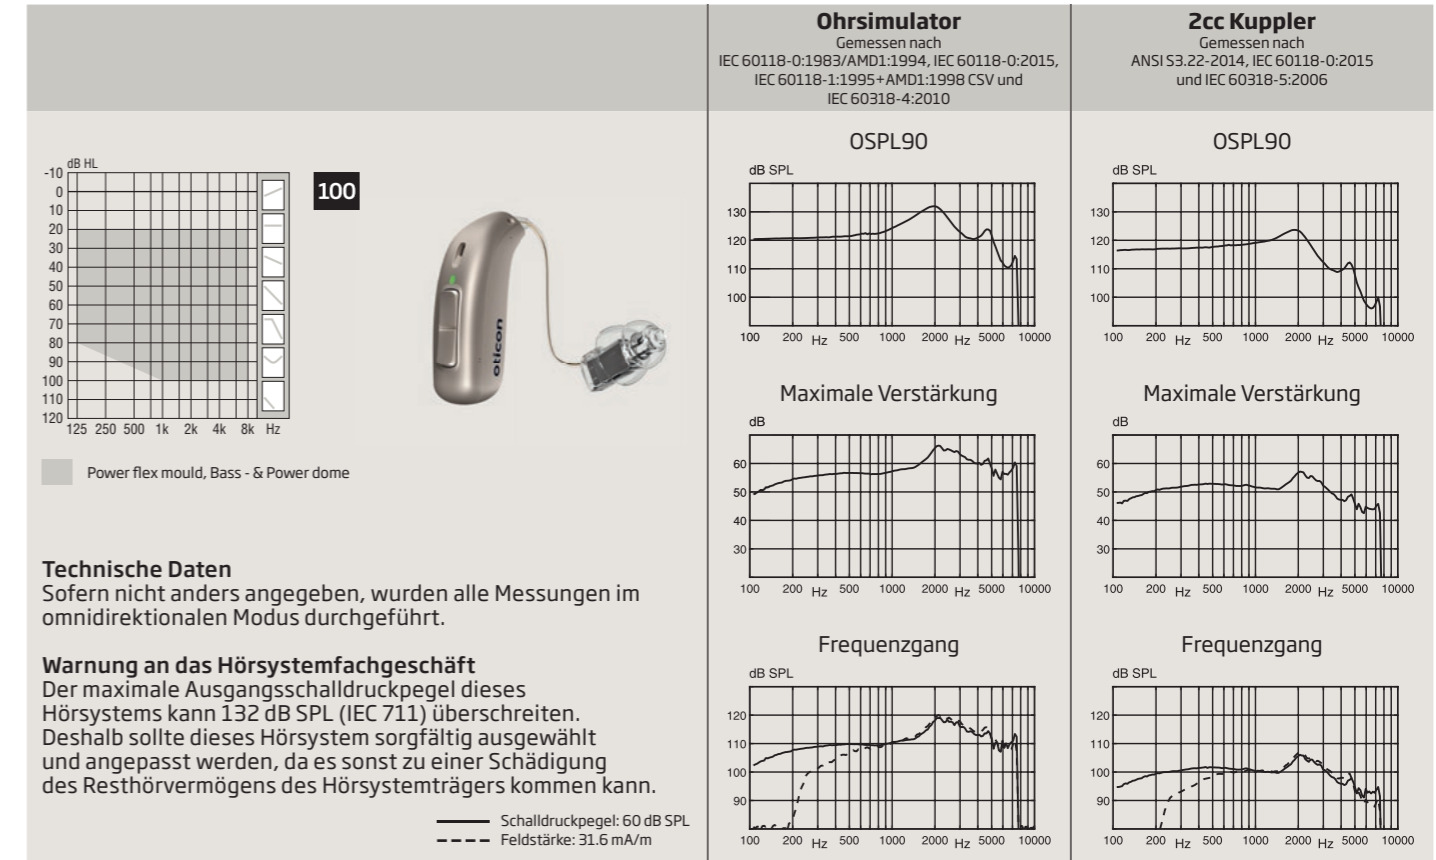 Ohrsimulator
Gemessen nach
IEC 60118-0:1983/AMD1:1994, IEC 60118-0:2015,
IEC 60118-1:1995+AMD1:1998 CSV und
IEC 60318-4:2010
2cc Kuppler
Gemessen nach
ANSI S3.22-2014, IEC 60118-0:2015
und IEC 60318-5:2006
dB HL
-10
0
10
20
30
40
50
60
70
80
90
100
110
120
125 250 500 1k 2k 4k 8k Hz
100
oticon
Power flex mould, Bass - & Power dome
Technische Daten
Sofern nicht anders angegeben, wurden alle Messungen im
omnidirektionalen Modus durchgeführt.
Warnung an das Hörsystemfachgeschäft
Der maximale Ausgangsschalldruckpegel dieses
Hörsystems kann 132 dB SPL (IEC 711) überschreiten.
Deshalb sollte dieses Hörsystem sorgfältig ausgewählt
und angepasst werden, da es sonst zu einer Schädigung
des Resthörvermögens des Hörsystemträgers kommen kann.
Schalldruckpegel: 60 dB SPL
Feldstärke: 31.6 mA/m
OSPL90
dB SPL
130
120
110
100
100 200 Hz 500 1000 2000 Hz 5000 10000
Maximale Verstärkung
dB
60
50
40
30
100 200 Hz 500 1000 2000 Hz 5000 10000
Frequenzgang
dB SPL
120
110
100
90
100 200 Hz 500 1000 2000 Hz 5000 10000
OSPL90
dB SPL
130
120
110
100
100 200 Hz 500 1000 2000 Hz 5000 10000
Maximale Verstärkung
dB
60
50
40
30
100 200 Hz 500 1000 2000 Hz 5000 10000
Frequenzgang
dB SPL
120
110
100
90
100 200 Hz 500 1000 2000 Hz 5000 10000